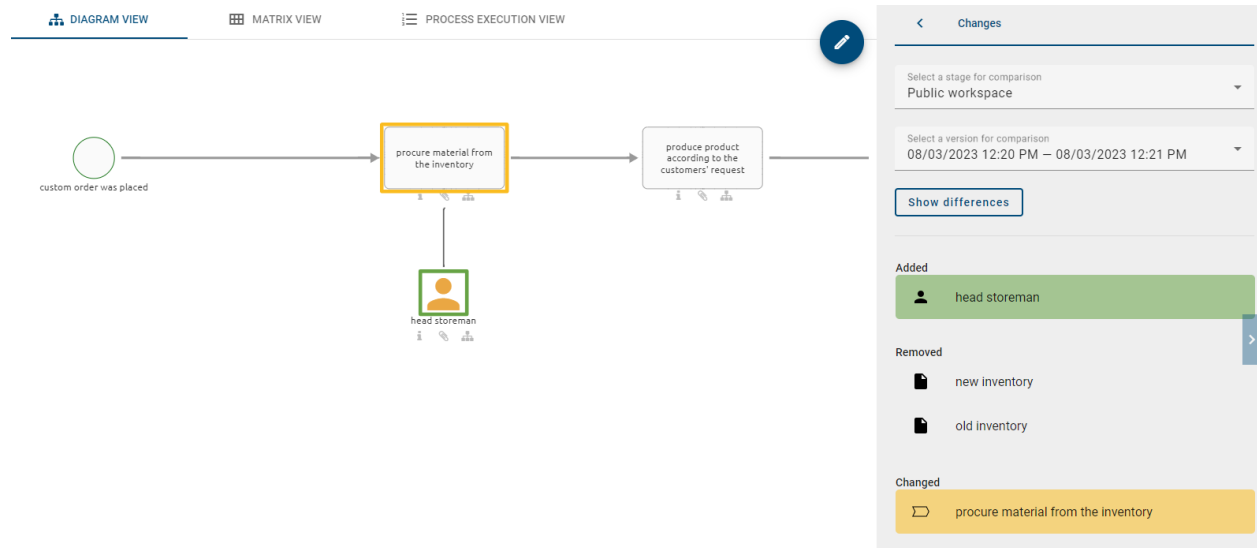 DIAGRAM VIEW
MATRIX VIEW
PROCESS EXECUTION VIEW
custom order was placed
procure material from
the inventory
produce product
according to the
customers' request
head storeman
Changes
Select a stage for comparison
Public workspace
Select a version for comparison
08/03/2023 12:20 PM — 08/03/2023 12:21 PM
Show differences
Added
head storeman
Removed
new inventory
old inventory
Changed
procure material from the inventory